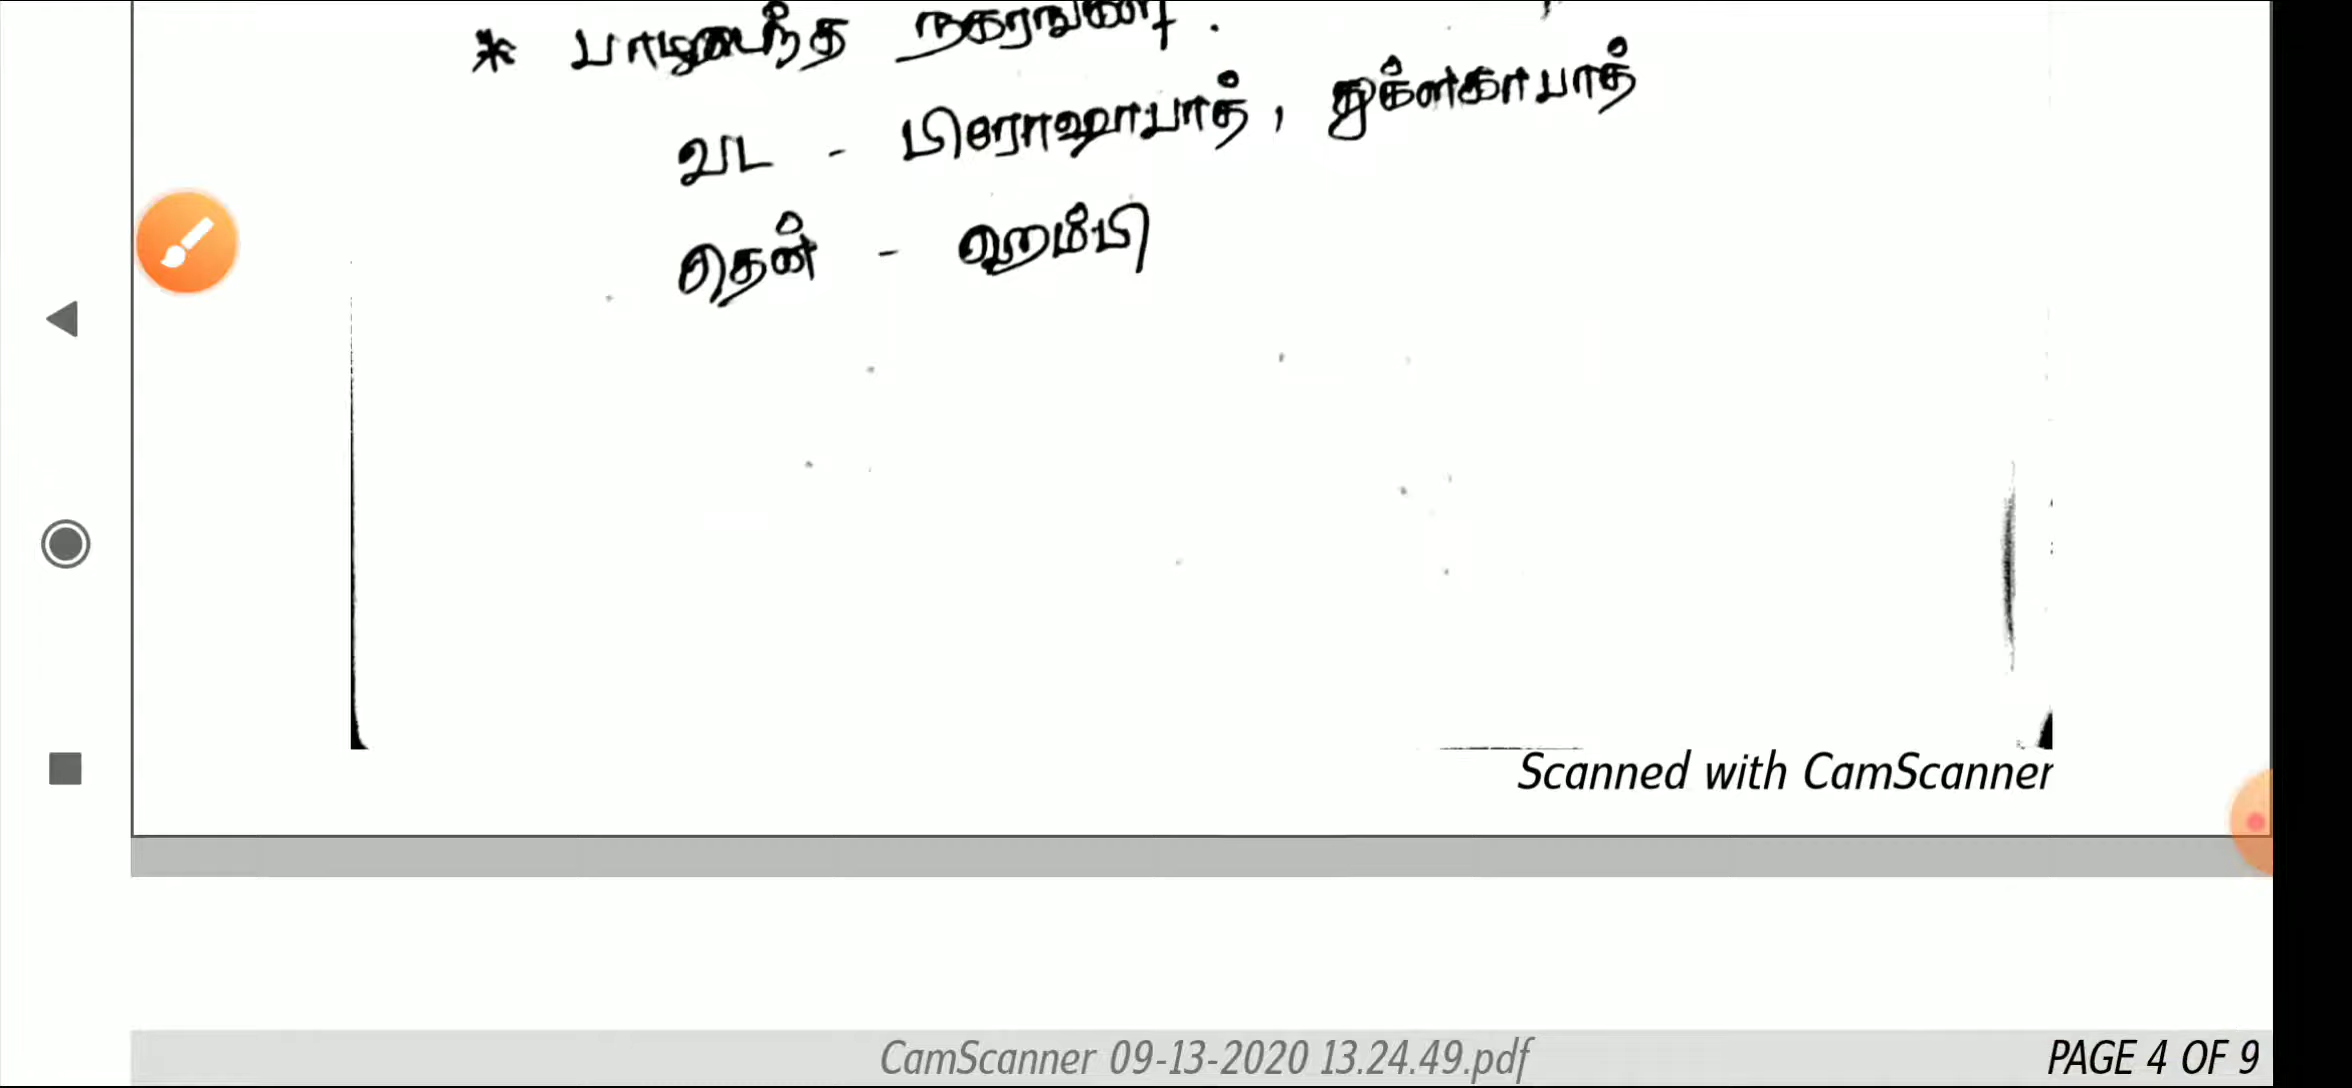 * பாழடைந்த நகரங்கள்.
வட - பிரோஷாபாத், துக்ளகாபாத்
தென் - ஹம்பி
Scanned with CamScanner
CamScanner 09-13-2020 13.24.49.pdf
PAGE 4 OF 9